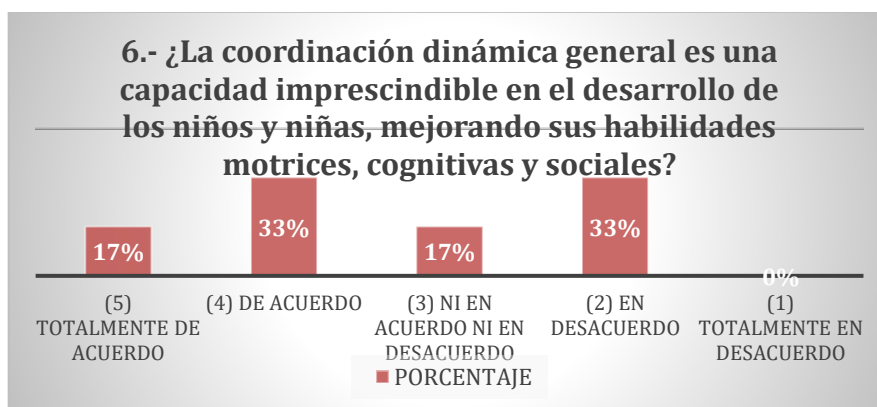 6.- ¿La coordinación dinámica general es una
capacidad imprescindible en el desarrollo de
los niños y niñas, mejorando sus habilidades
motrices, cognitivas y sociales?
17%
33%
17%
33%
0%
(5)
TOTALMENTE DE
ACUERDO
(4) DE ACUERDO
(3) NI EN
ACUERDO NI EN
DESACUERDO
(2) EN
DESACUERDO
(1)
TOTALMENTE EN
DESACUERDO
PORCENTAJE